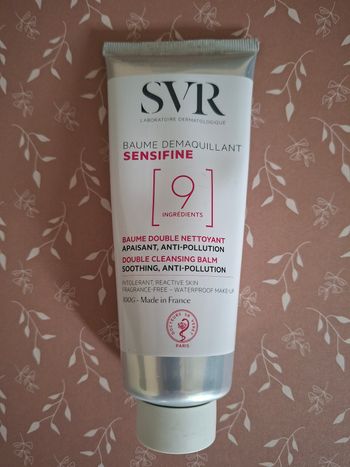 SVR
LABORATOIRE DERMATOLOGIQUE
BAUME DEMAQUILLANT
SENSIFINE
9
INGRÉDIENTS
BAUME DOUBLE NETTOYANT
APAISANT, ANTI-POLLUTION
DOUBLE CLEANSING BALM
SOOTHING, ANTI-POLLUTION
INTOLERANT, REACTIVE SKIN
FRAGRANCE-FREE - WATERPROOF MAKE-UP
100G - Made in France
PARIS